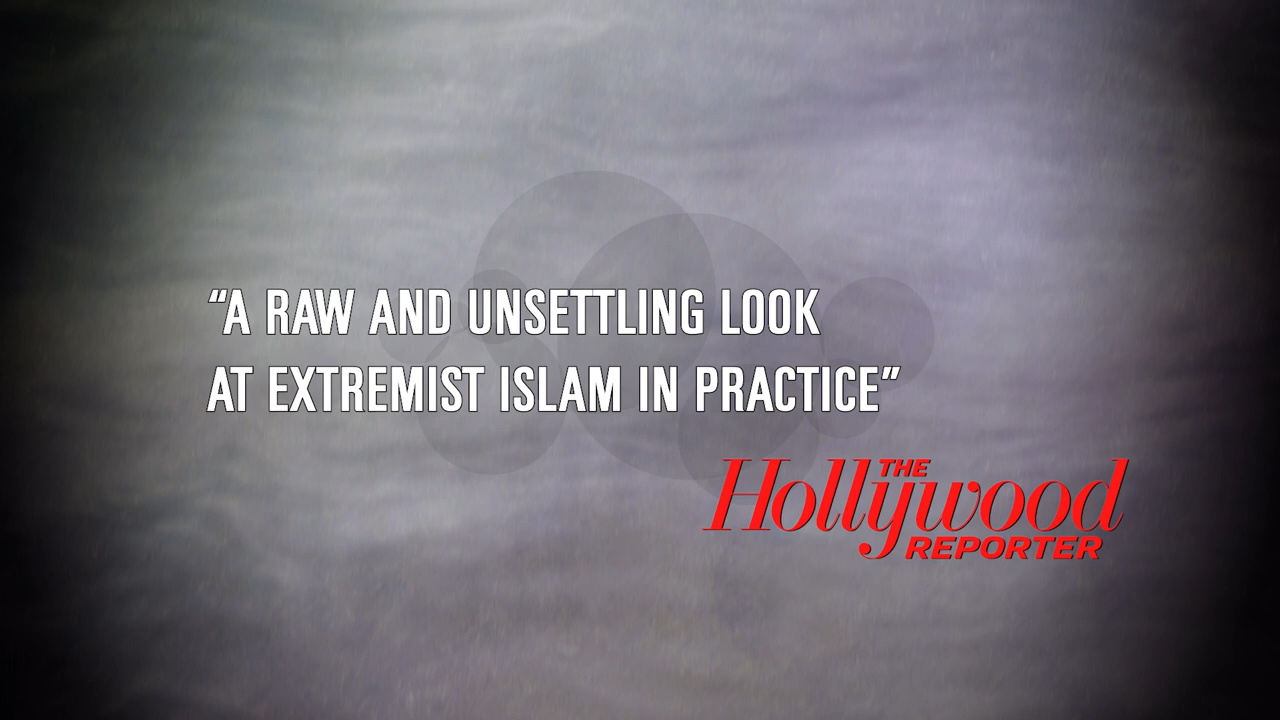 “A RAW AND UNSETTLING LOOK
AT EXTREMIST ISLAM IN PRACTICE”
THE
Hollywood
REPORTER